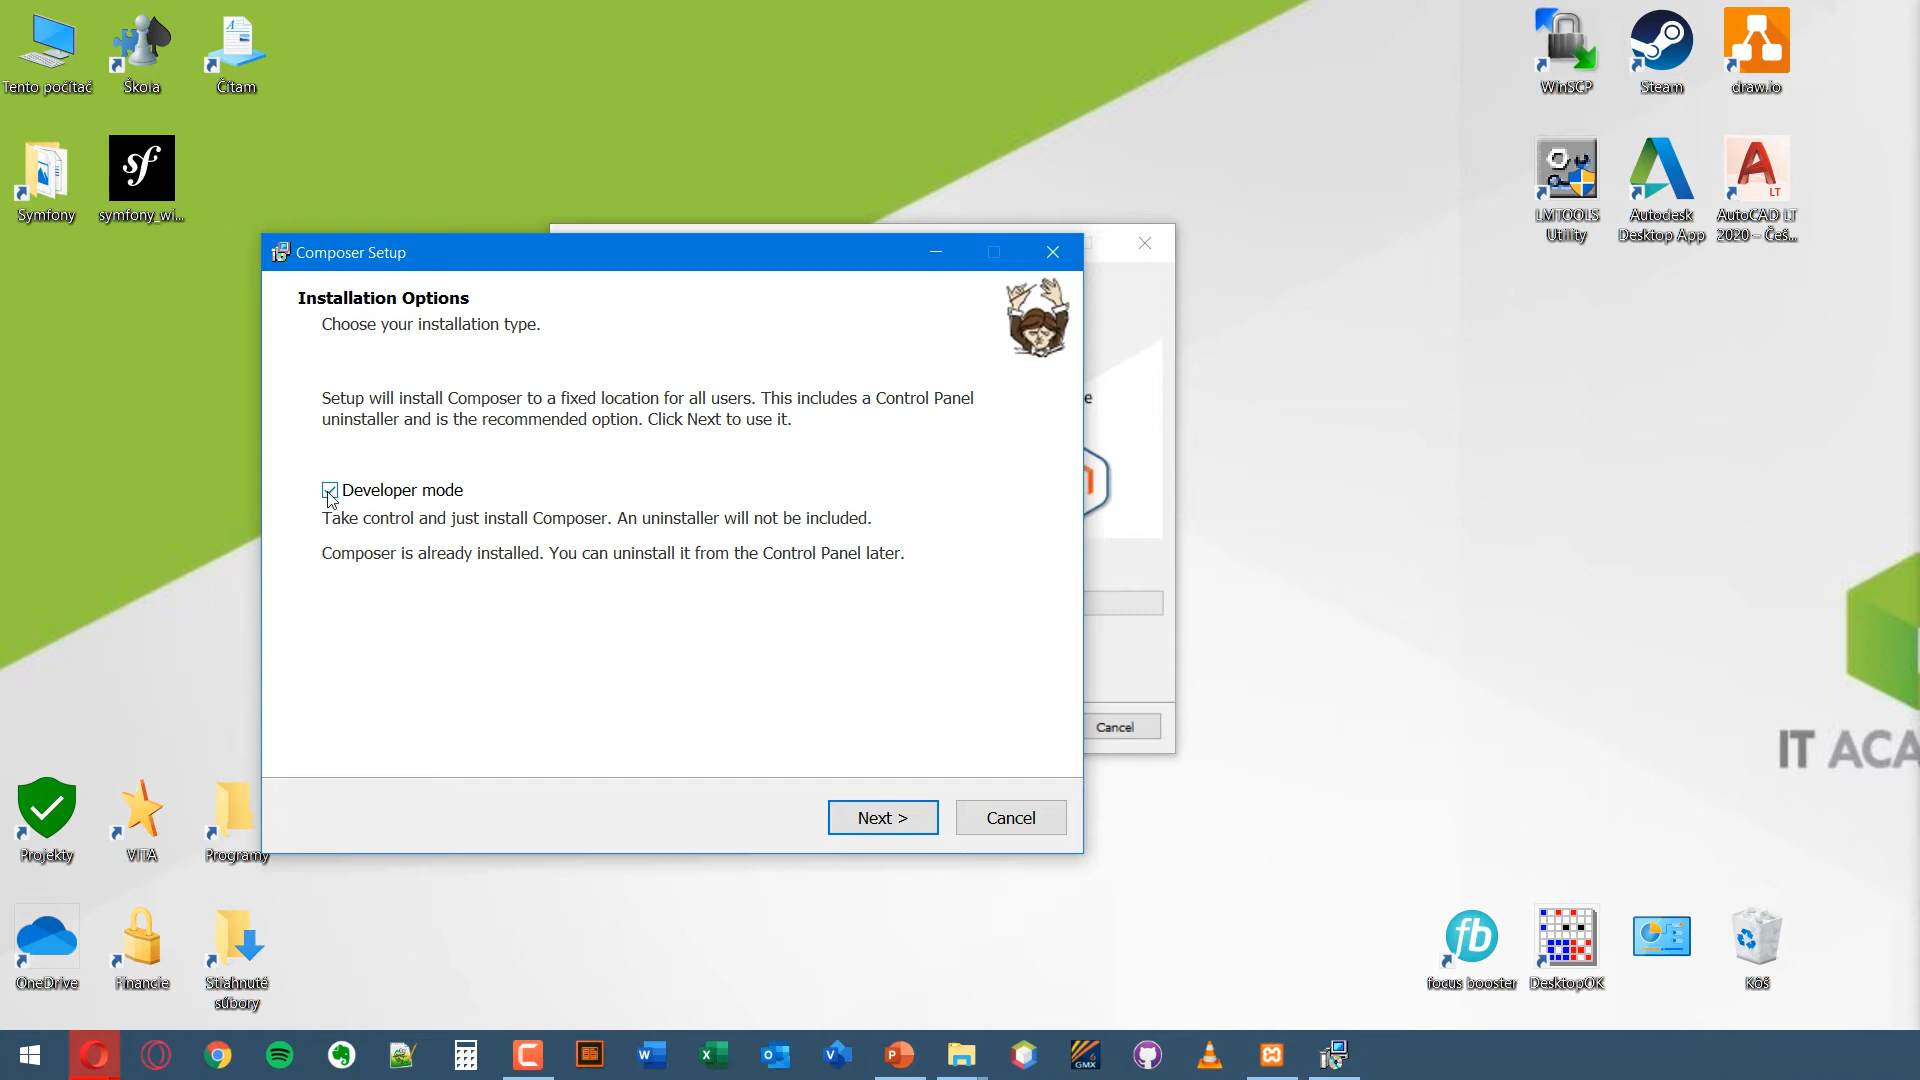 Tento počítač
Škola
Čítam
WinSCP
Steam
draw.io
Symfony
sf
symfony_wi...
LMTOOLS
Utility
Autodesk
Desktop App
LT
AutoCAD LT
2020 – Češ...
Composer Setup
Installation Options
Choose your installation type.
Setup will install Composer to a fixed location for all users. This includes a Control Panel
uninstaller and is the recommended option. Click Next to use it.
e
Developer mode
Take control and just install Composer. An uninstaller will not be included.
Composer is already installed. You can uninstall it from the Control Panel later.
Cancel
IT ACA
Next >
Cancel
Projekty
VITA
Programy
OneDrive
Financie
Stiahnuté
súbory
fb
focus booster
DesktopOK
Kôš
GMX